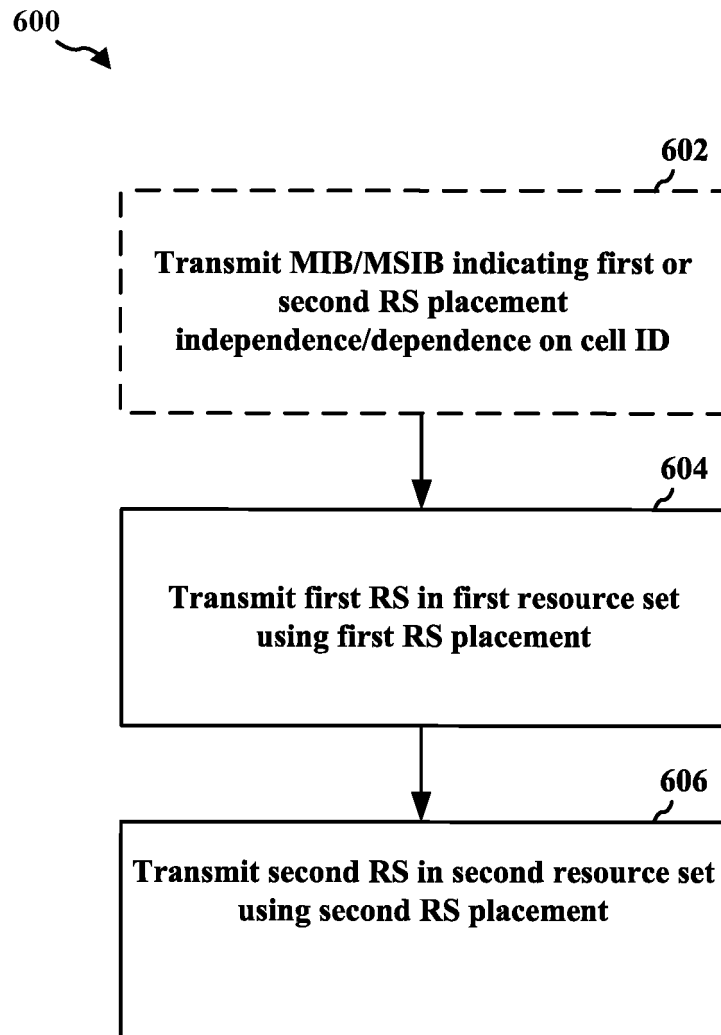 600
602
Transmit MIB/MSIB indicating first or
second RS placement
independence/dependence on cell ID
604
Transmit first RS in first resource set
using first RS placement
606
Transmit second RS in second resource set
using second RS placement